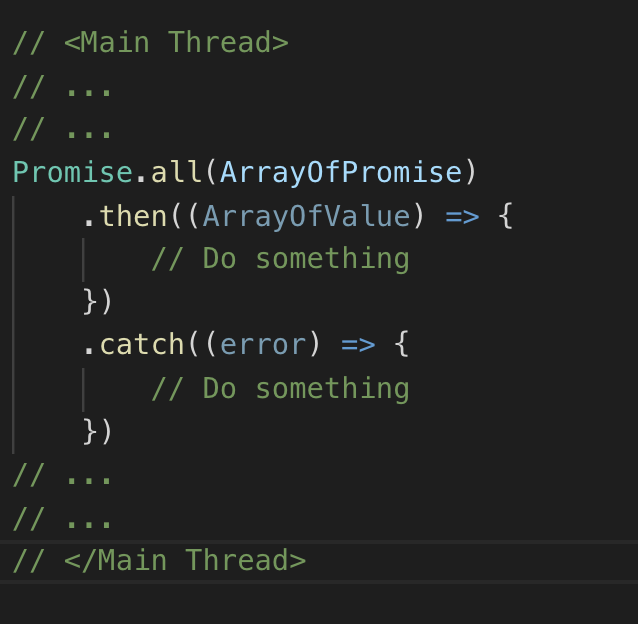 // <Main Thread>
// ...
// ...
Promise.all(ArrayOfPromise)
    .then((ArrayOfValue) => {
        // Do something
    })
    .catch((error) => {
        // Do something
    })
// ...
// ...
// </Main Thread>